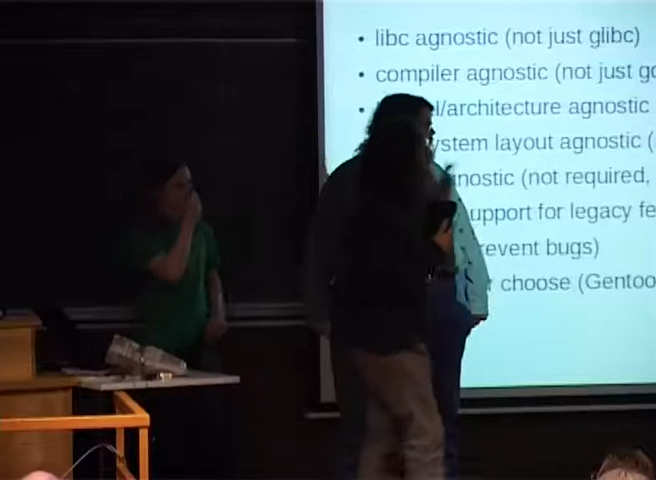 • libc agnostic (not just glibc)
• compiler agnostic (not just
• el/architecture agnostic
ystem layout agnostic (
nostic (not required,
upport for legacy fe
revent bugs)
choose (Gentoo